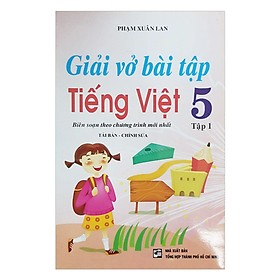 PHẠM XUÂN LAN
Giải vở bài tập
Tiếng Việt 5
Tập 1
Biên soạn theo chương trình mới nhất
TÁI BẢN - CHỈNH SỬA
NHÀ XUẤT BẢN
TỔNG HỢP THÀNH PHỐ HỒ CHÍ MINH